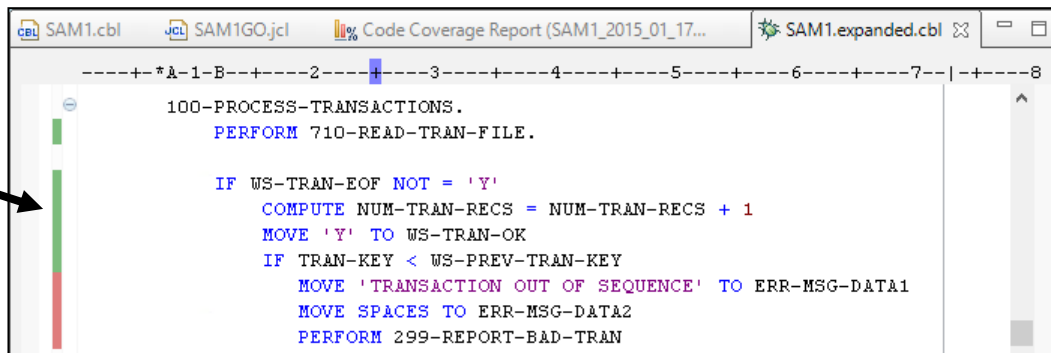 SAM1.cbl SAM1GO.jcl Code Coverage Report (SAM1_2015_01_17... SAM1.expanded.cbl
----+-*A-1-B--+----2----+----3----+----4----+----5----+----6----+----7--|-+----8
100-PROCESS-TRANSACTIONS.
PERFORM 710-READ-TRAN-FILE.
IF WS-TRAN-EOF NOT = 'Y'
COMPUTE NUM-TRAN-RECS = NUM-TRAN-RECS + 1
MOVE 'Y' TO WS-TRAN-OK
IF TRAN-KEY < WS-PREV-TRAN-KEY
MOVE 'TRANSACTION OUT OF SEQUENCE' TO ERR-MSG-DATA1
MOVE SPACES TO ERR-MSG-DATA2
PERFORM 299-REPORT-BAD-TRAN